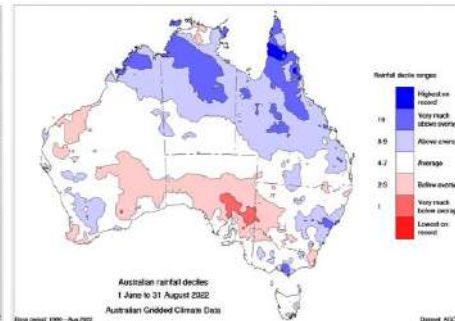 Rainfall decile ranges
Highest on
record
10
Very much
above average
8-9
Above average
4-7
Average
2-3
Below average
1
Very much
below average
Lowest on
record
Australian rainfall deciles
1 June to 31 August 2022
Australian Gridded Climate Data